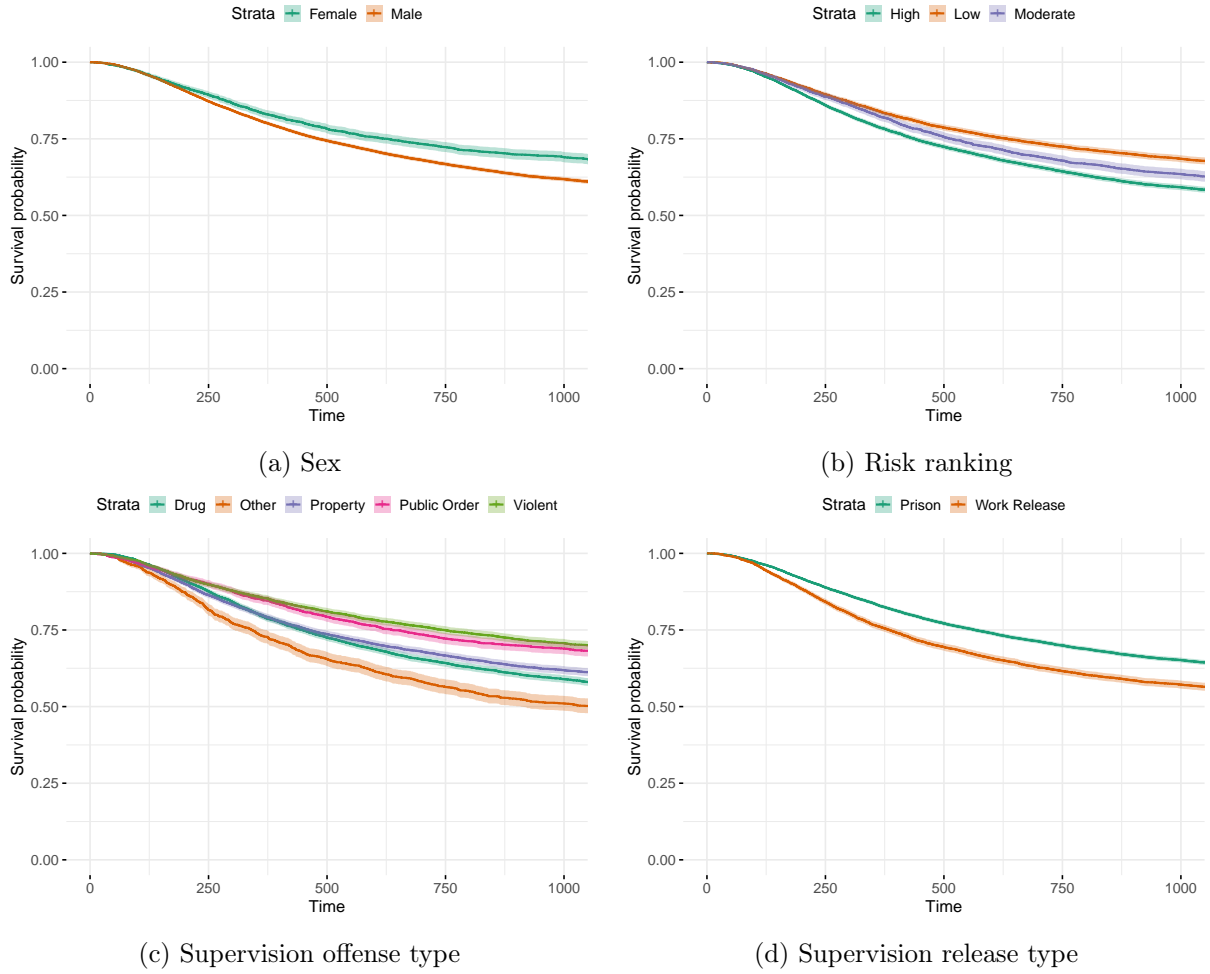 Strata Female Male
Survival probability
1.00
0.75
0.50
0.25
0.00
0 250 500 750 1000
Time
(a) Sex
Strata High Low Moderate
Survival probability
1.00
0.75
0.50
0.25
0.00
0 250 500 750 1000
Time
(b) Risk ranking
Strata Drug Other Property Public Order Violent
Survival probability
1.00
0.75
0.50
0.25
0.00
0 250 500 750 1000
Time
(c) Supervision offense type
Strata Prison Work Release
Survival probability
1.00
0.75
0.50
0.25
0.00
0 250 500 750 1000
Time
(d) Supervision release type